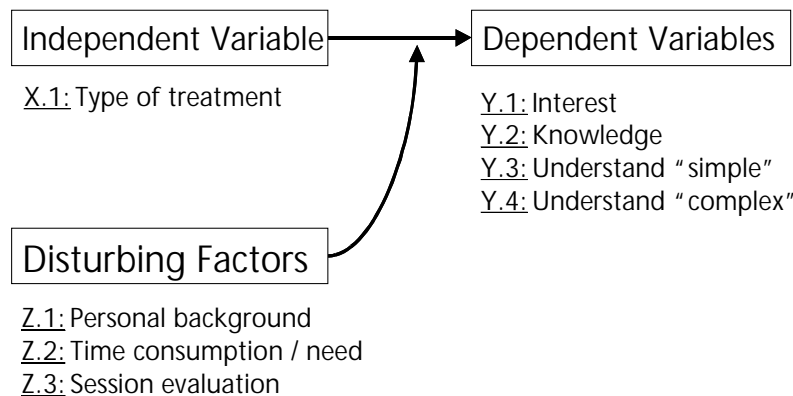 Independent Variable
X.1: Type of treatment
Dependent Variables
Y.1: Interest
Y.2: Knowledge
Y.3: Understand “simple”
Y.4: Understand “complex”
Disturbing Factors
Z.1: Personal background
Z.2: Time consumption / need
Z.3: Session evaluation